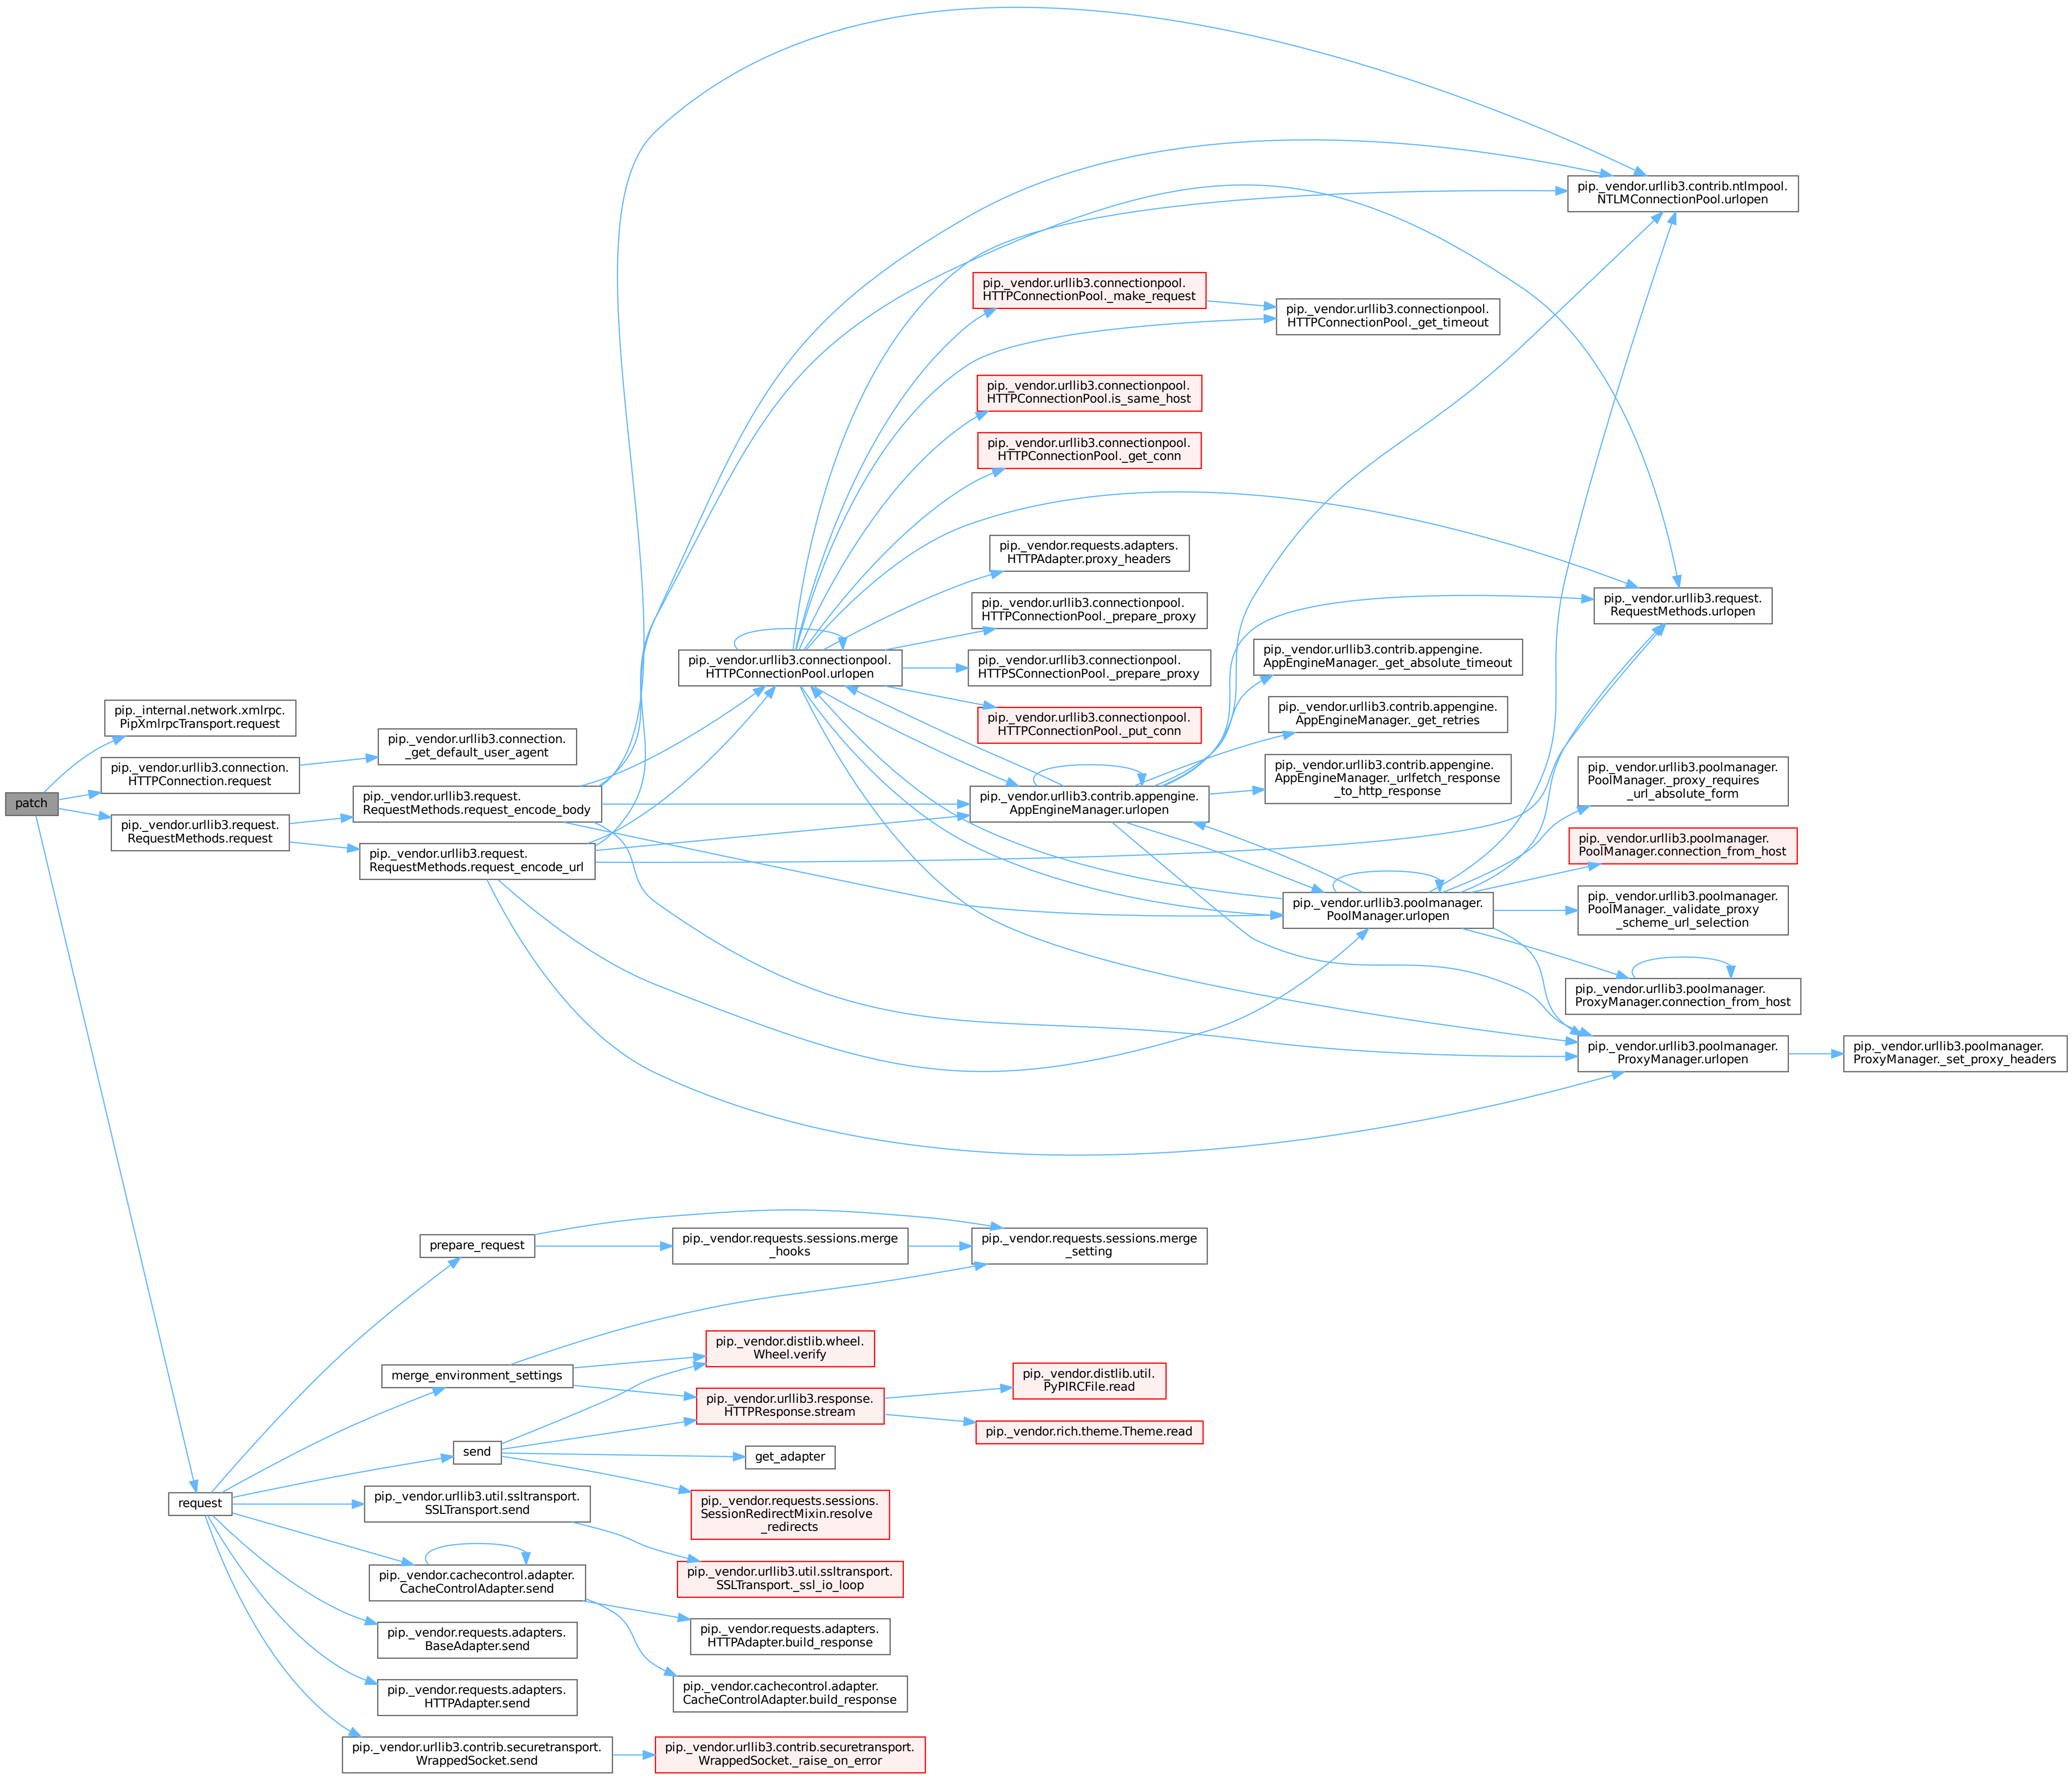 patch
pip._internal.network.xmlrpc.
PipXmlrpcTransport.request
pip._vendor.urllib3.connection.
HTTPConnection.request
pip._vendor.urllib3.connection.
_get_default_user_agent
pip._vendor.urllib3.request.
RequestMethods.request
pip._vendor.urllib3.request.
RequestMethods.request_encode_body
pip._vendor.urllib3.request.
RequestMethods.request_encode_url
pip._vendor.urllib3.connectionpool.
HTTPConnectionPool.urlopen
pip._vendor.urllib3.connectionpool.
HTTPConnectionPool._make_request
pip._vendor.urllib3.connectionpool.
HTTPConnectionPool._get_timeout
pip._vendor.urllib3.connectionpool.
HTTPConnectionPool.is_same_host
pip._vendor.urllib3.connectionpool.
HTTPConnectionPool._get_conn
pip._vendor.requests.adapters.
HTTPAdapter.proxy_headers
pip._vendor.urllib3.connectionpool.
HTTPConnectionPool._prepare_proxy
pip._vendor.urllib3.connectionpool.
HTTPSConnectionPool._prepare_proxy
pip._vendor.urllib3.connectionpool.
HTTPConnectionPool._put_conn
pip._vendor.urllib3.contrib.appengine.
AppEngineManager.urlopen
pip._vendor.urllib3.contrib.ntlmpool.
NTLMConnectionPool.urlopen
pip._vendor.urllib3.request.
RequestMethods.urlopen
pip._vendor.urllib3.contrib.appengine.
AppEngineManager._get_absolute_timeout
pip._vendor.urllib3.contrib.appengine.
AppEngineManager._get_retries
pip._vendor.urllib3.contrib.appengine.
AppEngineManager._urlfetch_response
_to_http_response
pip._vendor.urllib3.poolmanager.
PoolManager.urlopen
pip._vendor.urllib3.poolmanager.
PoolManager._proxy_requires
_url_absolute_form
pip._vendor.urllib3.poolmanager.
PoolManager.connection_from_host
pip._vendor.urllib3.poolmanager.
PoolManager._validate_proxy
_scheme_url_selection
pip._vendor.urllib3.poolmanager.
ProxyManager.connection_from_host
pip._vendor.urllib3.poolmanager.
ProxyManager.urlopen
pip._vendor.urllib3.poolmanager.
ProxyManager._set_proxy_headers
request
prepare_request
pip._vendor.requests.sessions.merge
_hooks
pip._vendor.requests.sessions.merge
_setting
merge_environment_settings
pip._vendor.distlib.wheel.
Wheel.verify
pip._vendor.urllib3.response.
HTTPResponse.stream
pip._vendor.distlib.util.
PyPIRCFile.read
pip._vendor.rich.theme.Theme.read
send
get_adapter
pip._vendor.requests.sessions.
SessionRedirectMixin.resolve
_redirects
pip._vendor.urllib3.util.ssltransport.
SSLTransport.send
pip._vendor.urllib3.util.ssltransport.
SSLTransport._ssl_io_loop
pip._vendor.cachecontrol.adapter.
CacheControlAdapter.send
pip._vendor.requests.adapters.
HTTPAdapter.build_response
pip._vendor.cachecontrol.adapter.
CacheControlAdapter.build_response
pip._vendor.requests.adapters.
BaseAdapter.send
pip._vendor.requests.adapters.
HTTPAdapter.send
pip._vendor.urllib3.contrib.securetransport.
WrappedSocket.send
pip._vendor.urllib3.contrib.securetransport.
WrappedSocket._raise_on_error